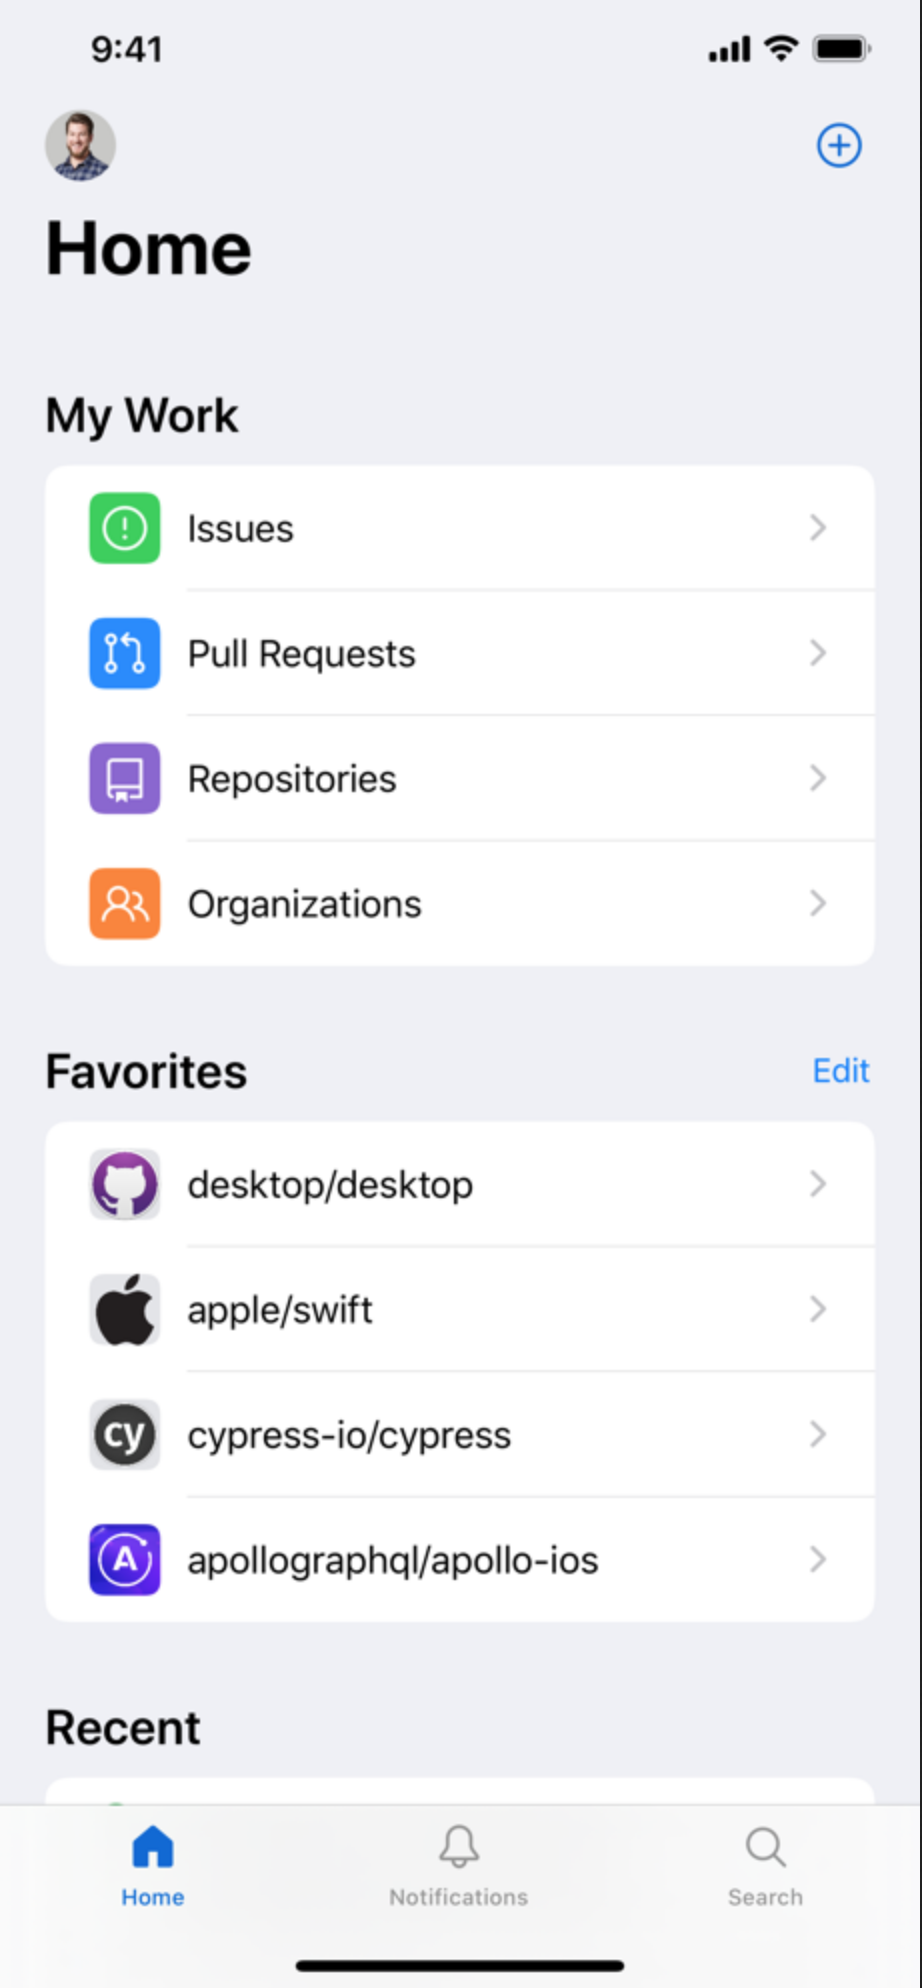 9:41
Home
My Work
Issues
Pull Requests
Repositories
Organizations
Favorites
Edit
desktop/desktop
apple/swift
cy
cypress-io/cypress
A
apollographql/apollo-ios
Recent
Home
Notifications
Search